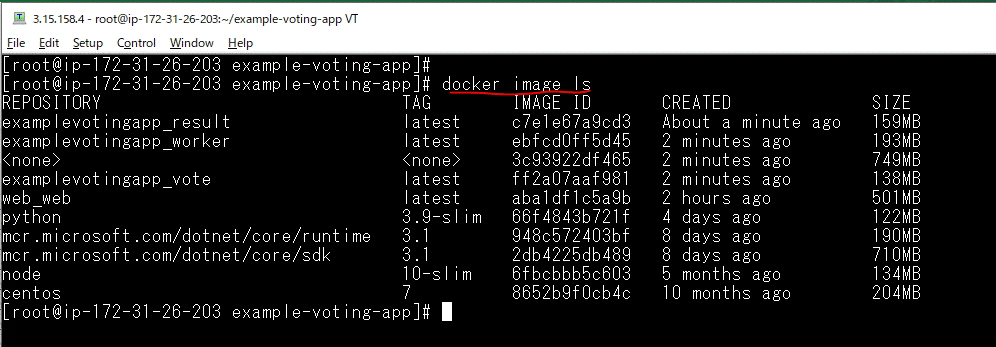 3.15.158.4 - root@ip-172-31-26-203:~/example-voting-app VT
File Edit Setup Control Window Help
[root@ip-172-31-26-203 example-voting-app]#
[root@ip-172-31-26-203 example-voting-app]# docker image ls
REPOSITORY TAG IMAGE ID CREATED SIZE
examplevotingapp_result latest c7e1e67a9cd3 About a minute ago 159MB
examplevotingapp_worker latest ebfcd0ff5d45 2 minutes ago 193MB
<none> <none> 3c93922df465 2 minutes ago 749MB
examplevotingapp_vote latest ff2a07aaf981 2 minutes ago 138MB
web_web latest aba1df1c5a9b 2 hours ago 501MB
python 3.9-slim 66f4843b721f 4 days ago 122MB
mcr.microsoft.com/dotnet/core/runtime 3.1 948c572403bf 8 days ago 190MB
mcr.microsoft.com/dotnet/core/sdk 3.1 2db4225db489 8 days ago 710MB
node 10-slim 6fbcbbb5c603 5 months ago 134MB
centos 7 8652b9f0cb4c 10 months ago 204MB
[root@ip-172-31-26-203 example-voting-app]#